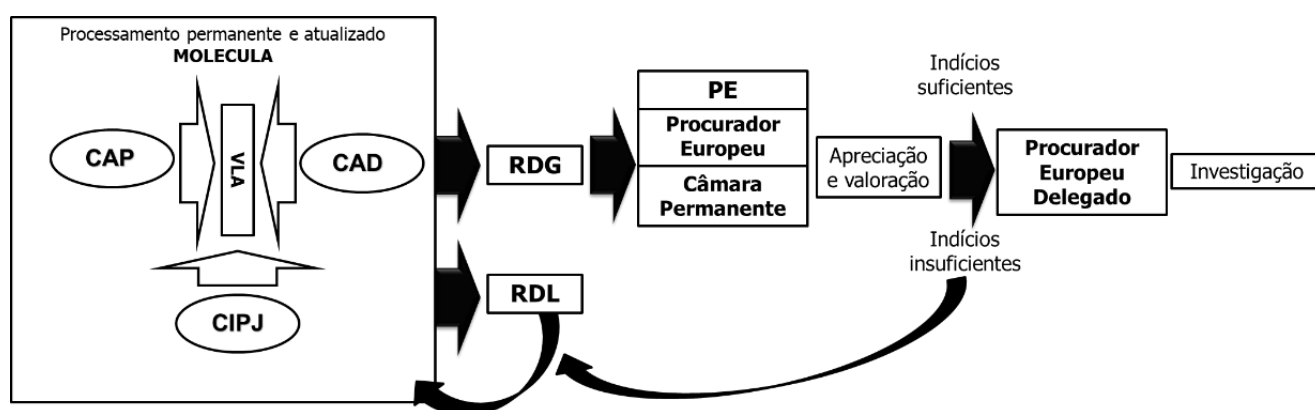 Processamento permanente e atualizado
MOLECULA
CAP
VLA
CAD
CIPJ
RDG
RDL
PE
Procurador
Europeu
Câmara
Permanente
Apreciação
e valoração
Indícios
suficientes
Indícios
insuficientes
Procurador
Europeu
Delegado
Investigação